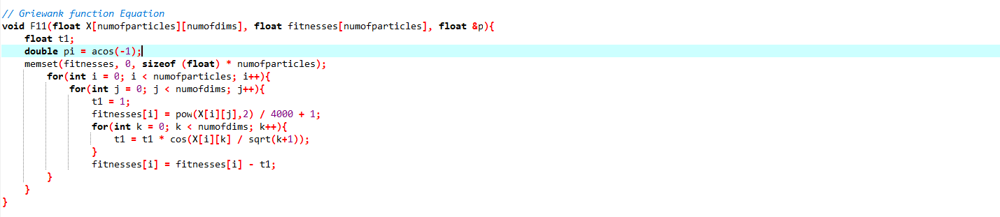 // Griewank function Equation
void F11(float X[numofparticles][numofdims], float fitnesses[numofparticles], float &p){
float t1;
double pi = acos(-1);
memset(fitnesses, 0, sizeof (float) * numofparticles);
for(int i = 0; i < numofparticles; i++){
for(int j = 0; j < numofdims; j++){
t1 = 1;
fitnesses[i] = pow(X[i][j],2) / 4000 + 1;
for(int k = 0; k < numofdims; k++){
t1 = t1 * cos(X[i][k] / sqrt(k+1));
}
fitnesses[i] = fitnesses[i] - t1;
}
}
}